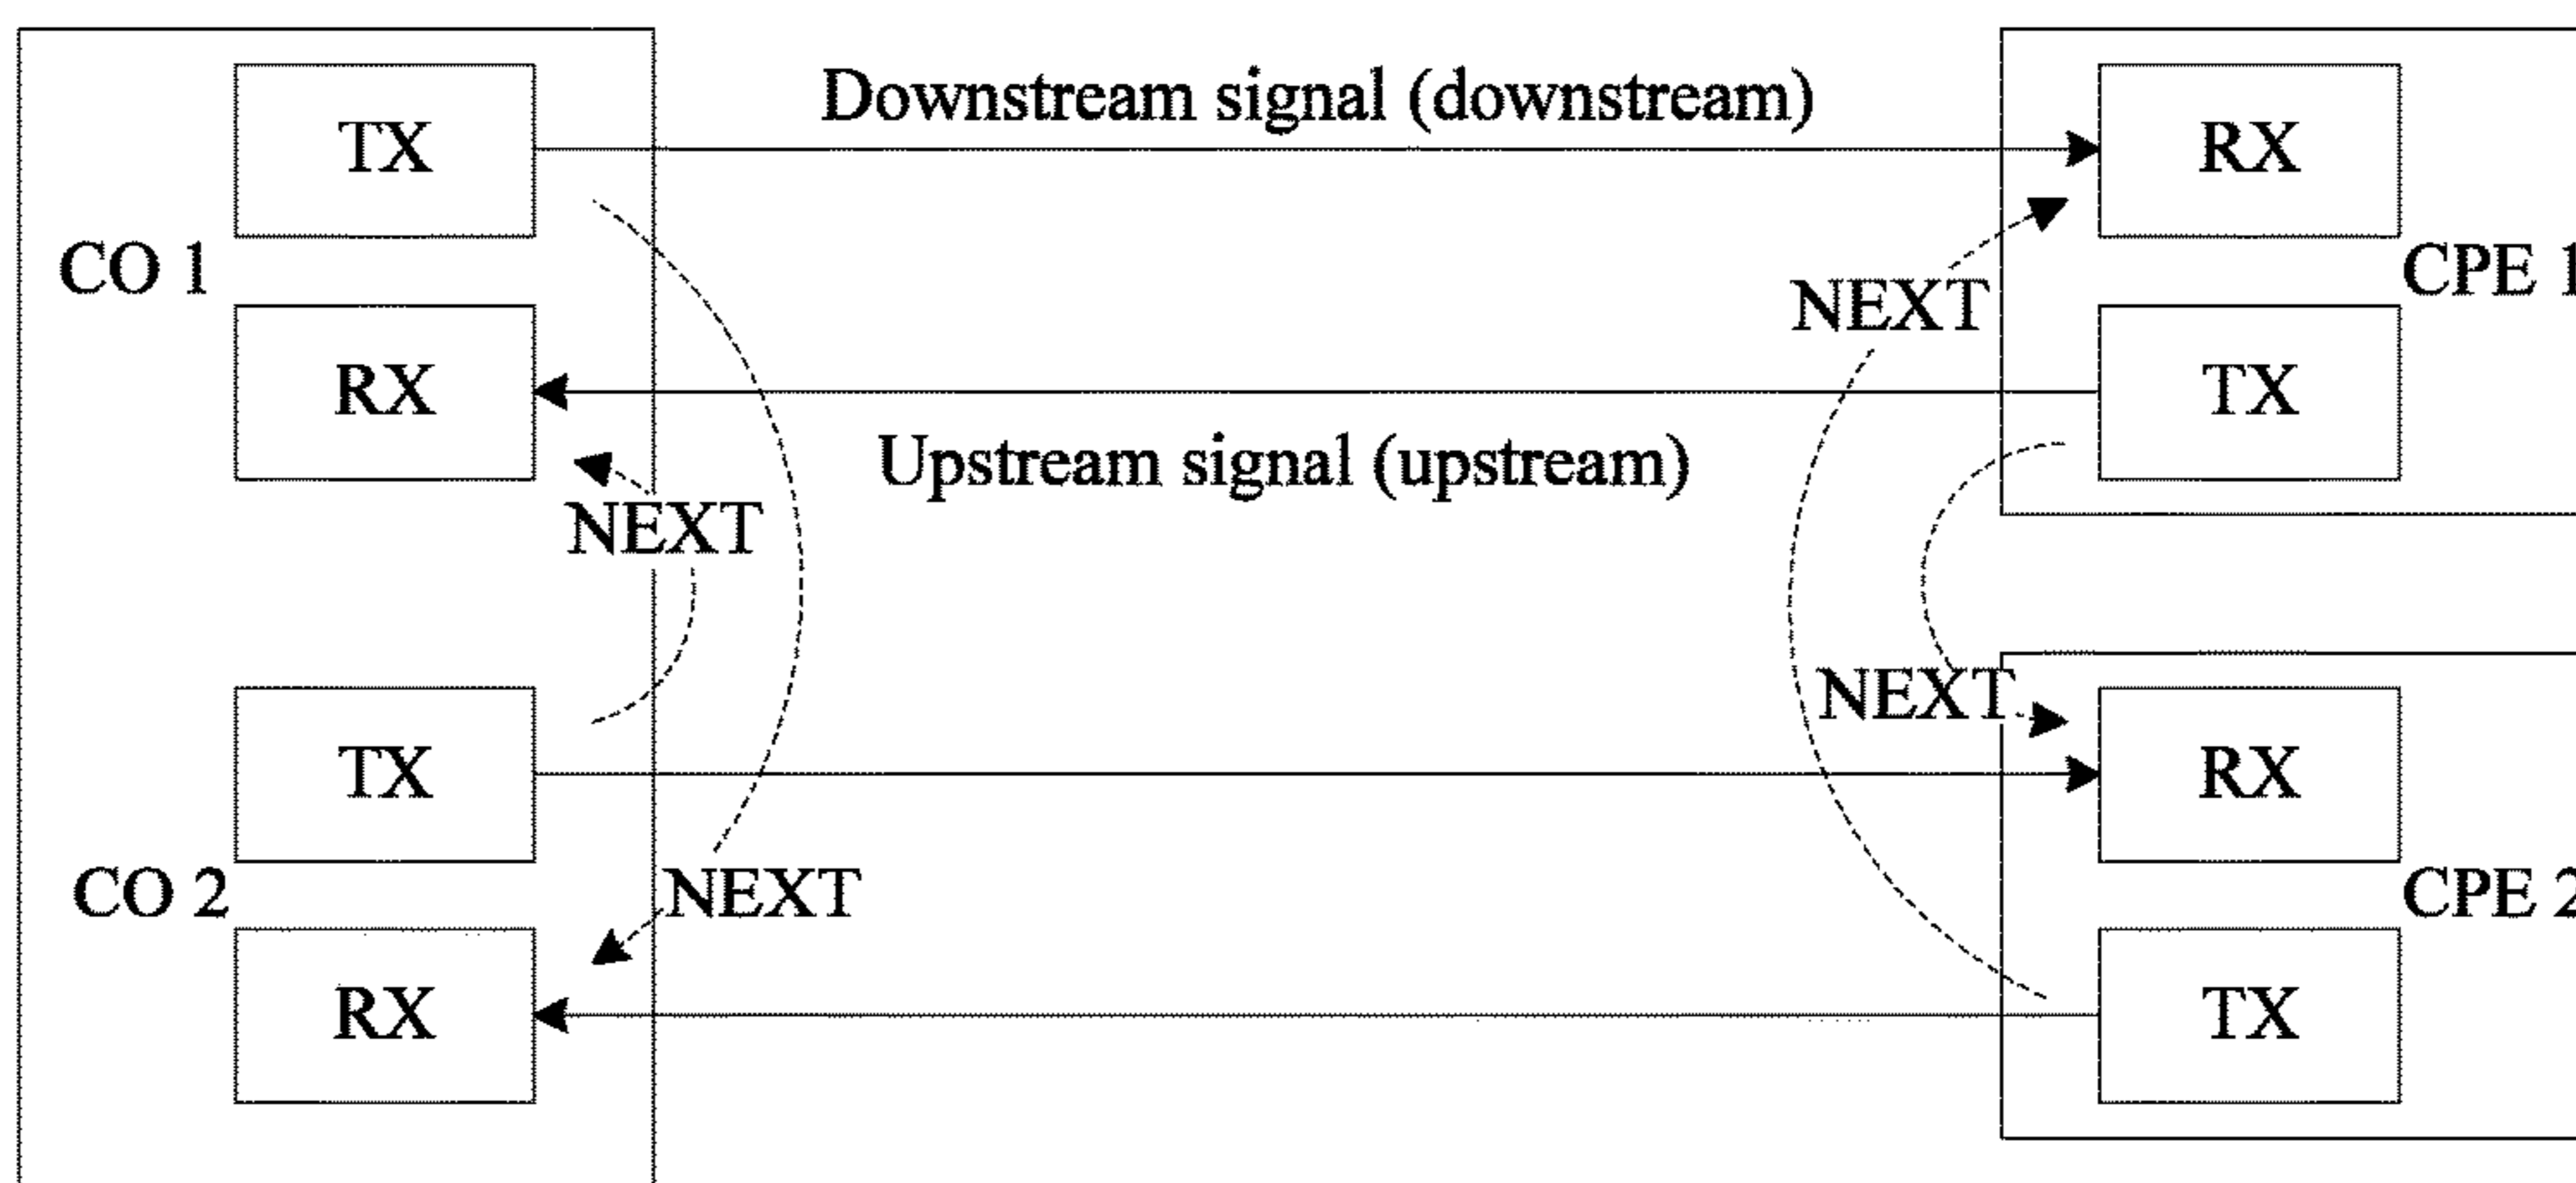 Downstream signal (downstream)
TX
RX
CO 1
CPE 1
NEXT
RX
TX
Upstream signal (upstream)
NEXT
NEXT
TX
RX
CO 2
NEXT
CPE 2
RX
TX